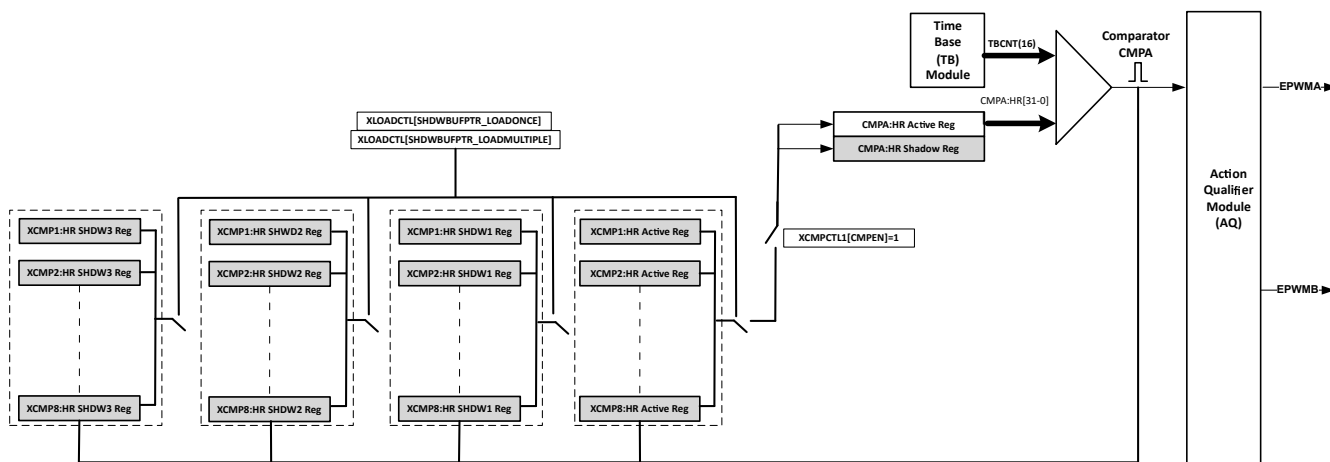 Time
Base
(TB)
Module
TBCNT(16)
Comparator
CMPA
CMPA:HR[31-0]
EPWMA
XLOADCTL[SHDWBUFPTR_LOADONCE]
XLOADCTL[SHDWBUFPTR_LOADMULTIPLE]
CMPA:HR Active Reg
CMPA:HR Shadow Reg
Action
Qualifier
Module
(AQ)
XCMP1:HR SHDW3 Reg
XCMP2:HR SHDW3 Reg
XCMP8:HR SHDW3 Reg
XCMP1:HR SHWD2 Reg
XCMP2:HR SHDW2 Reg
XCMP8:HR SHDW2 Reg
XCMP1:HR SHDW1 Reg
XCMP2:HR SHDW1 Reg
XCMP8:HR SHDW1 Reg
XCMP1:HR Active Reg
XCMP2:HR Active Reg
XCMP8:HR Active Reg
XCMPCTL1[CMPEN]=1
EPWMB